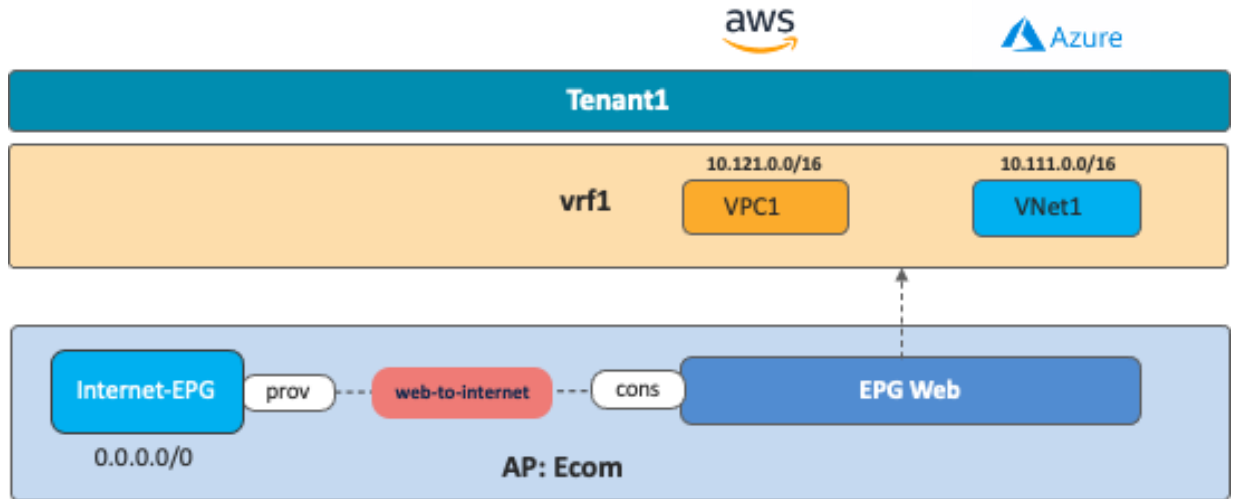 aws
Azure
Tenant1
10.121.0.0/16
10.111.0.0/16
vrf1
VPC1
VNet1
Internet-EPG
prov
web-to-internet
cons
EPG Web
0.0.0.0/0
AP: Ecom